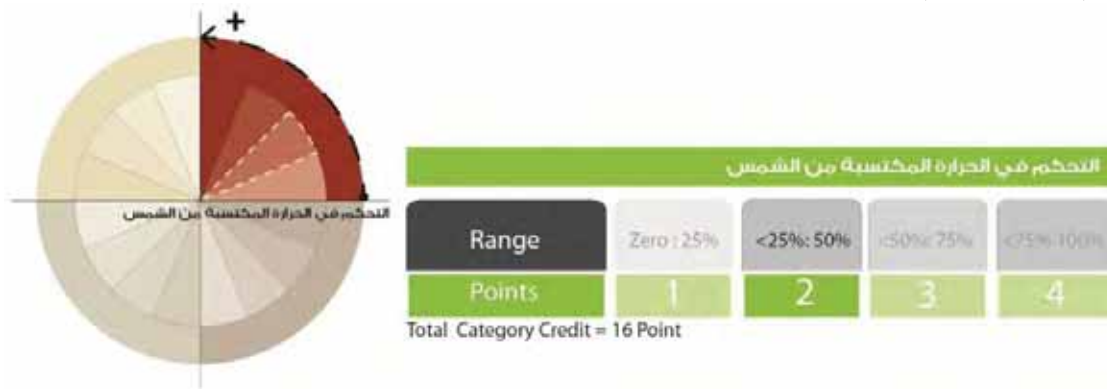 +
التحكم في الحرارة المكتسبة من الشمس
التحكم في الحرارة المكتسبة من الشمس
Range Zero : 25% <25%: 50% <50%: 75% <75%: 100%
Points 1 2 3 4
Total Category Credit = 16 Point